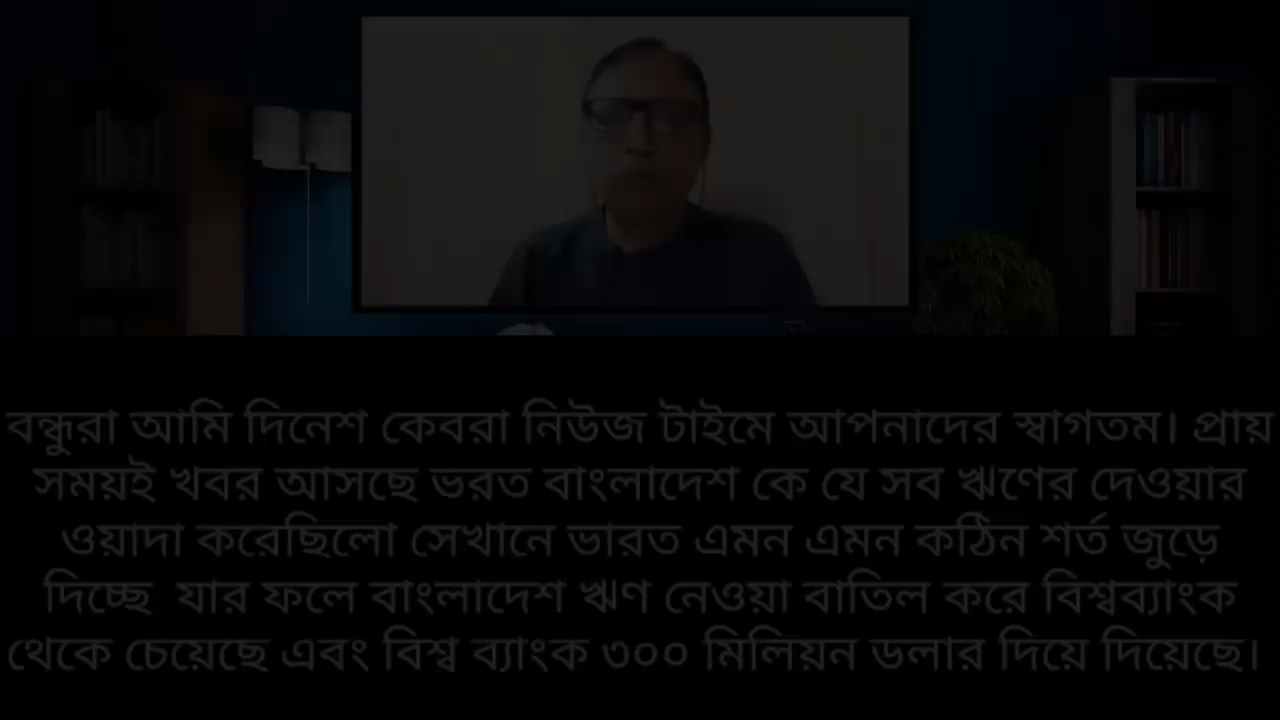 বন্ধুরা আমি দিনেশ কেবরা নিউজ টাইমে আপনাদের স্বাগতম। প্রায়
সময়ই খবর আসছে ভরত বাংলাদেশ কে যে সব ঋণের দেওয়ার
ওয়াদা করেছিলো সেখানে ভারত এমন এমন কঠিন শর্ত জুড়ে
দিচ্ছে যার ফলে বাংলাদেশ ঋণ নেওয়া বাতিল করে বিশ্বব্যাংক
থেকে চেয়েছে এবং বিশ্ব ব্যাংক ৩০০ মিলিয়ন ডলার দিয়ে দিয়েছে।